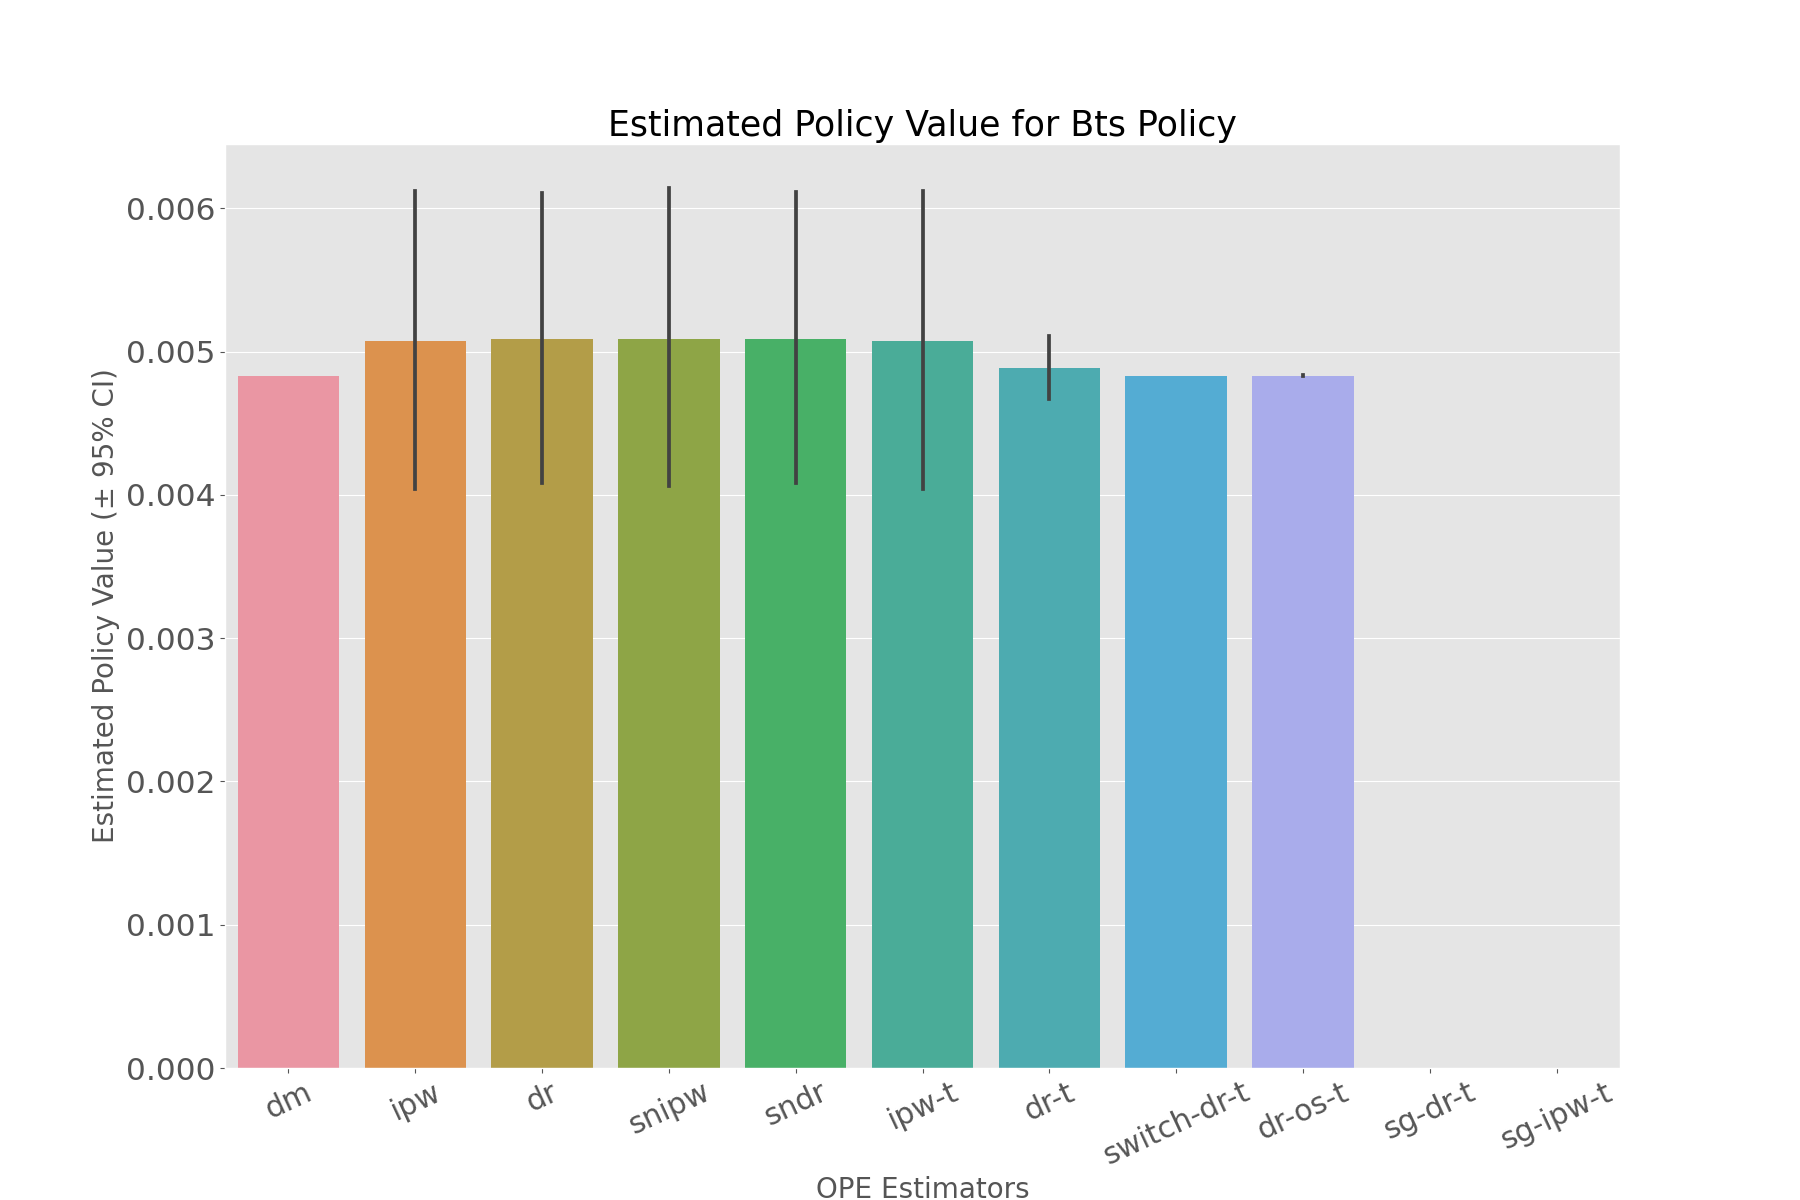 Estimated Policy Value for Bts Policy
Estimated Policy Value (± 95% CI)
0.006
0.005
0.004
0.003
0.002
0.001
0.000
dm
ipw
dr
snipw
sndr
ipw-t
dr-t
switch-dr-t
dr-os-t
sg-dr-t
sg-ipw-t
OPE Estimators